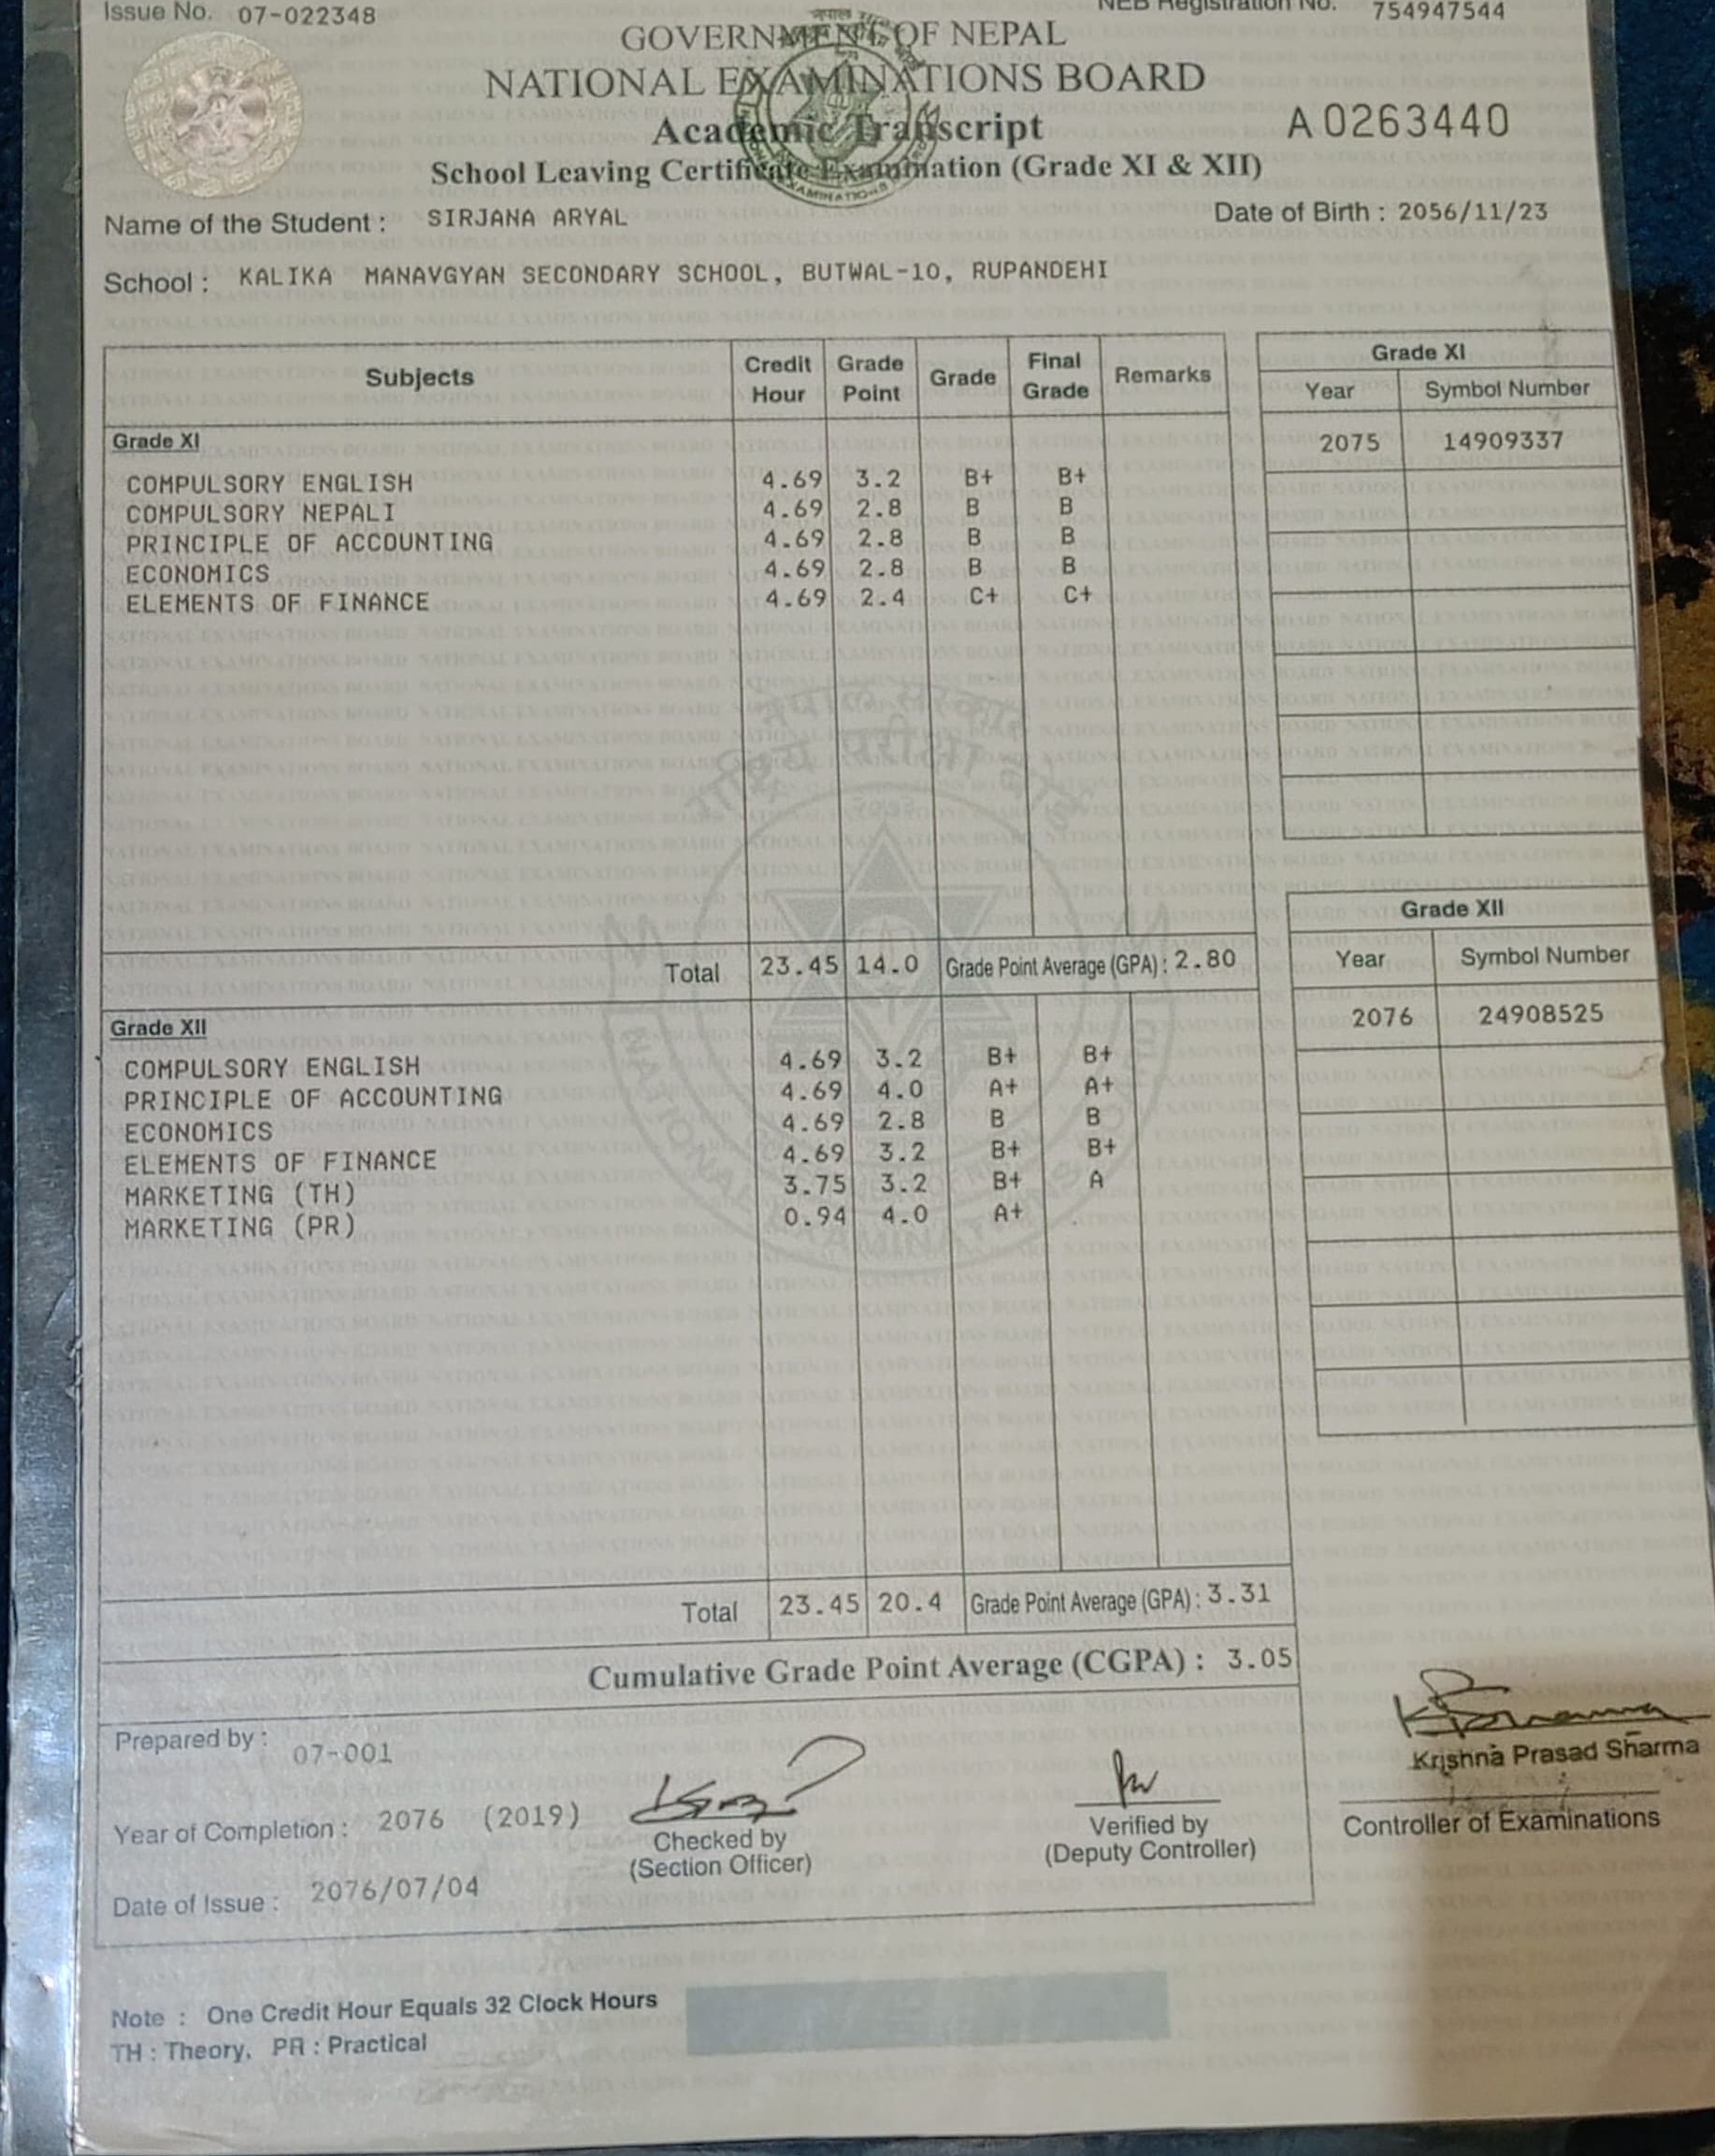 Issue No. 07-022348
NEB Registration No. 754947544
नेपाल
GOVERNMENT OF NEPAL
NATIONAL EXAMINATIONS BOARD
Academic Transcript
A 0263440
School Leaving Certificate Examination (Grade XI & XII)
Name of the Student : SIRJANA ARYAL
Date of Birth : 2056/11/23
School : KALIKA MANAVGYAN SECONDARY SCHOOL, BUTWAL-10, RUPANDEHI
Subjects Credit Hour Grade Point Grade Final Grade Remarks
Grade XI
COMPULSORY ENGLISH 4.69 3.2 B+ B+
COMPULSORY NEPALI 4.69 2.8 B B
PRINCIPLE OF ACCOUNTING 4.69 2.8 B B
ECONOMICS 4.69 2.8 B B
ELEMENTS OF FINANCE 4.69 2.4 C+ C+
Total 23.45 14.0 Grade Point Average (GPA) : 2.80
Grade XII
COMPULSORY ENGLISH 4.69 3.2 B+ B+
PRINCIPLE OF ACCOUNTING 4.69 4.0 A+ A+
ECONOMICS 4.69 2.8 B B
ELEMENTS OF FINANCE 4.69 3.2 B+ B+
MARKETING (TH) 3.75 3.2 B+ A
MARKETING (PR) 0.94 4.0 A+
Total 23.45 20.4 Grade Point Average (GPA) : 3.31
Cumulative Grade Point Average (CGPA) : 3.05
Grade XI
Year Symbol Number
2075 14909337
Grade XII
Year Symbol Number
2076 24908525
नेपाल सरकार
राष्ट्रिय परीक्षा बोर्ड
Prepared by : 07-001
Year of Completion : 2076 (2019)
Date of Issue : 2076/07/04
Checked by
(Section Officer)
Verified by
(Deputy Controller)
Krishna Prasad Sharma
Controller of Examinations
Note : One Credit Hour Equals 32 Clock Hours
TH : Theory, PR : Practical